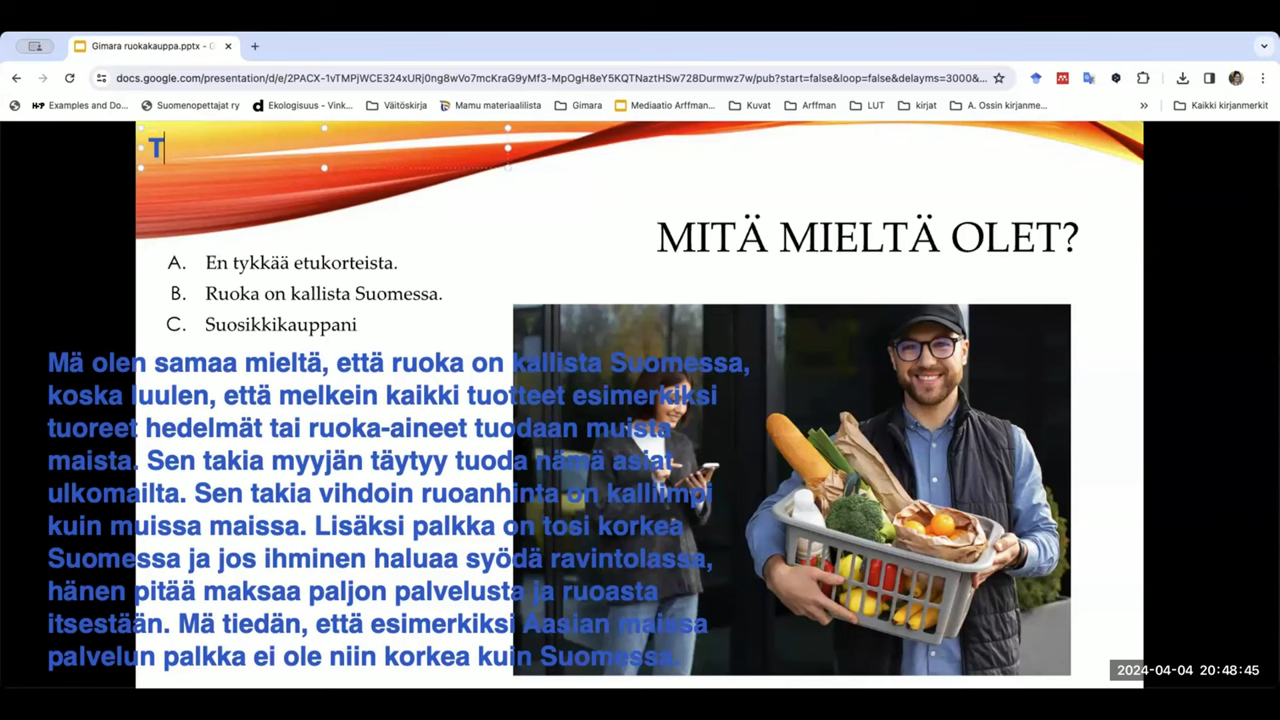 Gimara ruokakauppa.pptx - G
docs.google.com/presentation/d/e/2PACX-1vTMPjWCE324xURj0ng8wVo7mcKraG9yMf3-MpOgH8eY5KQTNaztHSw728Durmwz7w/pub?start=false&loop=false&delayms=3000&...
Examples and Do... Suomenopettajat ry Ekologisuus - Vink... Väitöskirja Mamu materiaalilista Gimara Mediaatio Arffman... Kuvat Arffman LUT kirjat A. Ossin kirjanme... » Kaikki kirjanmerkit
T
MITÄ MIELTÄ OLET?
A. En tykkää etukorteista.
B. Ruoka on kallista Suomessa.
C. Suosikkikauppani
Mä olen samaa mieltä, että ruoka on kallista Suomessa,
koska luulen, että melkein kaikki tuotteet esimerkiksi
tuoreet hedelmät tai ruoka-aineet tuodaan muista
maista. Sen takia myyjän täytyy tuoda nämä asiat
ulkomailta. Sen takia vihdoin ruoanhinta on kalliimpi
kuin muissa maissa. Lisäksi palkka on tosi korkea
Suomessa ja jos ihminen haluaa syödä ravintolassa,
hänen pitää maksaa paljon palvelusta ja ruoasta
itsestään. Mä tiedän, että esimerkiksi Aasian maissa
palvelun palkka ei ole niin korkea kuin Suomessa.
2024-04-04 20:48:45